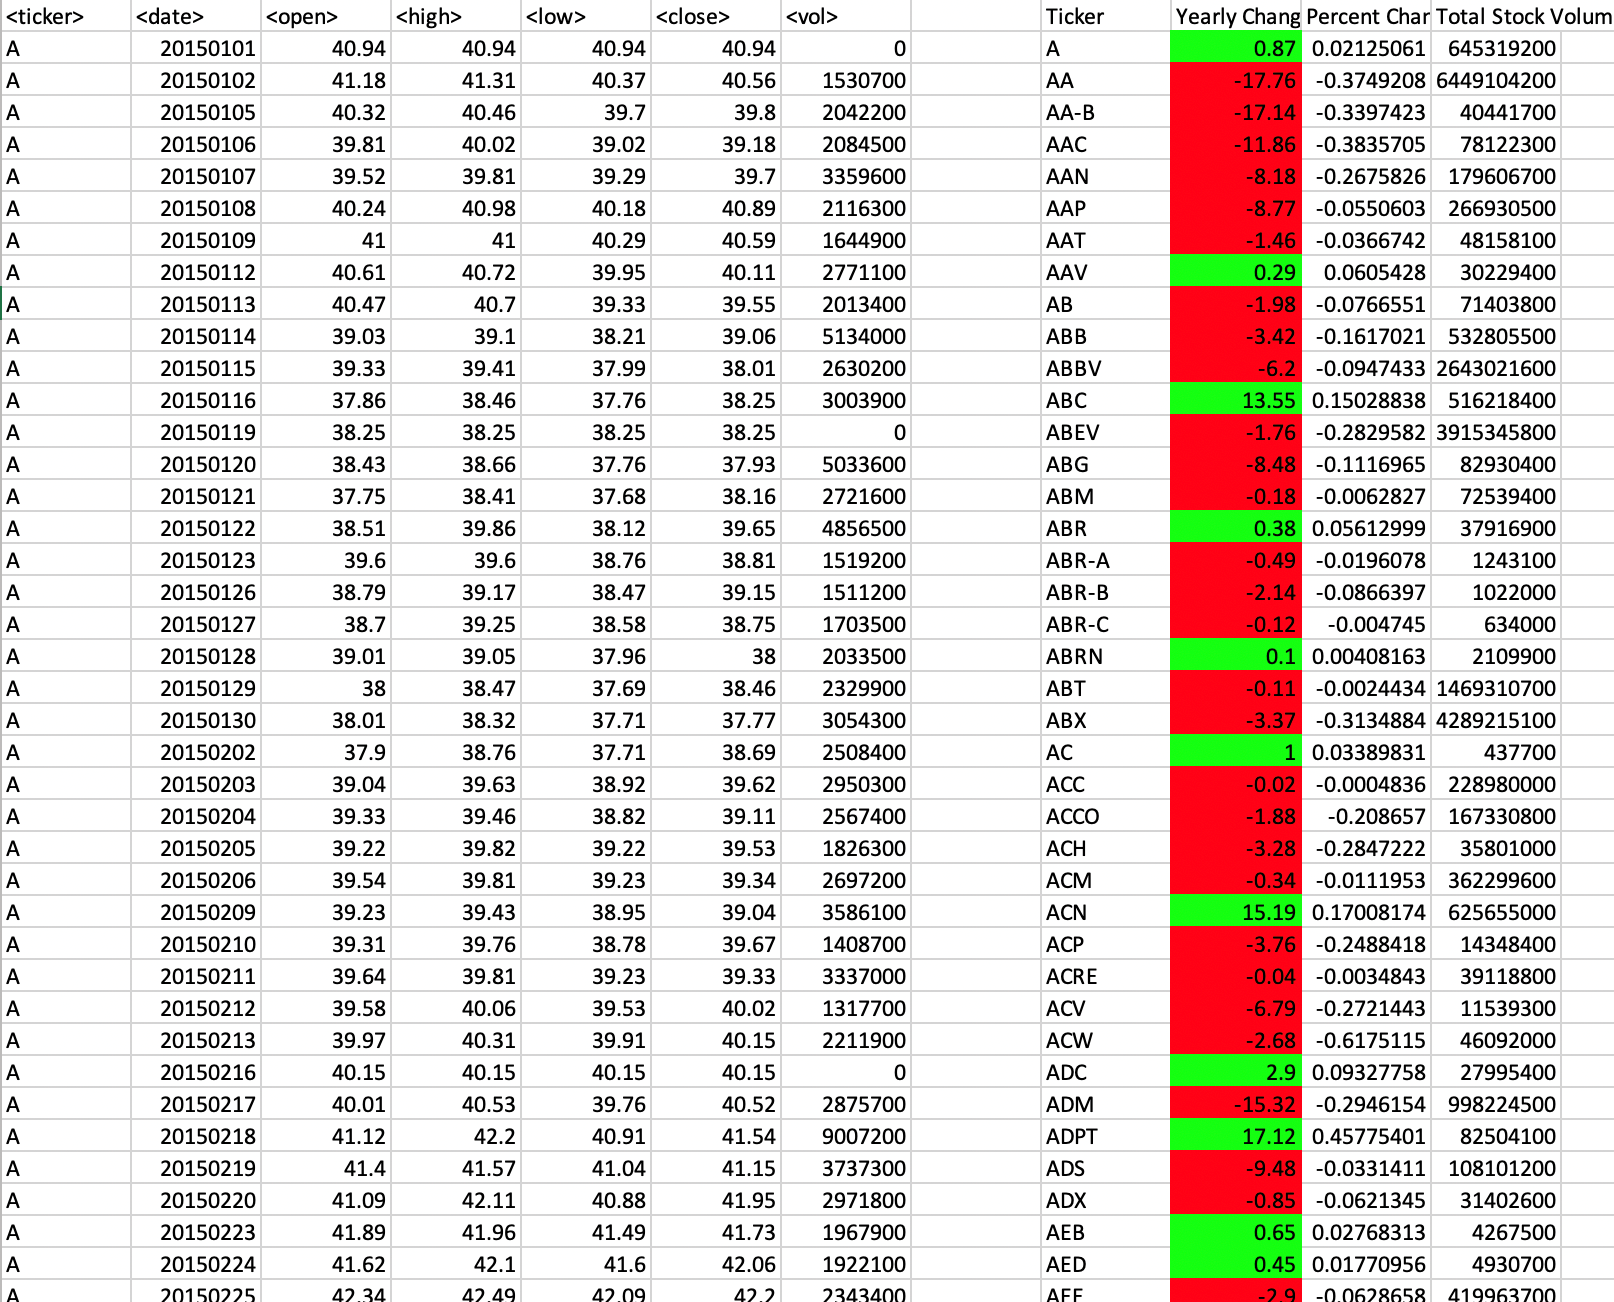 <ticker> <date> <open> <high> <low> <close> <vol> Ticker Yearly Chang Percent Char Total Stock Volum
A 20150101 40.94 40.94 40.94 40.94 0 A 0.87 0.02125061 645319200
A 20150102 41.18 41.31 40.37 40.56 1530700 AA -17.76 -0.3749208 6449104200
A 20150105 40.32 40.46 39.7 39.8 2042200 AA-B -17.14 -0.3397423 40441700
A 20150106 39.81 40.02 39.02 39.18 2084500 AAC -11.86 -0.3835705 78122300
A 20150107 39.52 39.81 39.29 39.7 3359600 AAN -8.18 -0.2675826 179606700
A 20150108 40.24 40.98 40.18 40.89 2116300 AAP -8.77 -0.0550603 266930500
A 20150109 41 41 40.29 40.59 1644900 AAT -1.46 -0.0366742 48158100
A 20150112 40.61 40.72 39.95 40.11 2771100 AAV 0.29 0.0605428 30229400
A 20150113 40.47 40.7 39.33 39.55 2013400 AB -1.98 -0.0766551 71403800
A 20150114 39.03 39.1 38.21 39.06 5134000 ABB -3.42 -0.1617021 532805500
A 20150115 39.33 39.41 37.99 38.01 2630200 ABBV -6.2 -0.0947433 2643021600
A 20150116 37.86 38.46 37.76 38.25 3003900 ABC 13.55 0.15028838 516218400
A 20150119 38.25 38.25 38.25 38.25 0 ABEV -1.76 -0.2829582 3915345800
A 20150120 38.43 38.66 37.76 37.93 5033600 ABG -8.48 -0.1116965 82930400
A 20150121 37.75 38.41 37.68 38.16 2721600 ABM -0.18 -0.0062827 72539400
A 20150122 38.51 39.86 38.12 39.65 4856500 ABR 0.38 0.05612999 37916900
A 20150123 39.6 39.6 38.76 38.81 1519200 ABR-A -0.49 -0.0196078 1243100
A 20150126 38.79 39.17 38.47 39.15 1511200 ABR-B -2.14 -0.0866397 1022000
A 20150127 38.7 39.25 38.58 38.75 1703500 ABR-C -0.12 -0.004745 634000
A 20150128 39.01 39.05 37.96 38 2033500 ABRN 0.1 0.00408163 2109900
A 20150129 38 38.47 37.69 38.46 2329900 ABT -0.11 -0.0024434 1469310700
A 20150130 38.01 38.32 37.71 37.77 3054300 ABX -3.37 -0.3134884 4289215100
A 20150202 37.9 38.76 37.71 38.69 2508400 AC 1 0.03389831 437700
A 20150203 39.04 39.63 38.92 39.62 2950300 ACC -0.02 -0.0004836 228980000
A 20150204 39.33 39.46 38.82 39.11 2567400 ACCO -1.88 -0.208657 167330800
A 20150205 39.22 39.82 39.22 39.53 1826300 ACH -3.28 -0.2847222 35801000
A 20150206 39.54 39.81 39.23 39.34 2697200 ACM -0.34 -0.0111953 362299600
A 20150209 39.23 39.43 38.95 39.04 3586100 ACN 15.19 0.17008174 625655000
A 20150210 39.31 39.76 38.78 39.67 1408700 ACP -3.76 -0.2488418 14348400
A 20150211 39.64 39.81 39.23 39.33 3337000 ACRE -0.04 -0.0034843 39118800
A 20150212 39.58 40.06 39.53 40.02 1317700 ACV -6.79 -0.2721443 11539300
A 20150213 39.97 40.31 39.91 40.15 2211900 ACW -2.68 -0.6175115 46092000
A 20150216 40.15 40.15 40.15 40.15 0 ADC 2.9 0.09327758 27995400
A 20150217 40.01 40.53 39.76 40.52 2875700 ADM -15.32 -0.2946154 998224500
A 20150218 41.12 42.2 40.91 41.54 9007200 ADPT 17.12 0.45775401 82504100
A 20150219 41.4 41.57 41.04 41.15 3737300 ADS -9.48 -0.0331411 108101200
A 20150220 41.09 42.11 40.88 41.95 2971800 ADX -0.85 -0.0621345 31402600
A 20150223 41.89 41.96 41.49 41.73 1967900 AEB 0.65 0.02768313 4267500
A 20150224 41.62 42.1 41.6 42.06 1922100 AED 0.45 0.01770956 4930700
A 20150225 42.34 42.49 42.09 42.2 2343400 AEE -2.9 -0.0628658 419963700